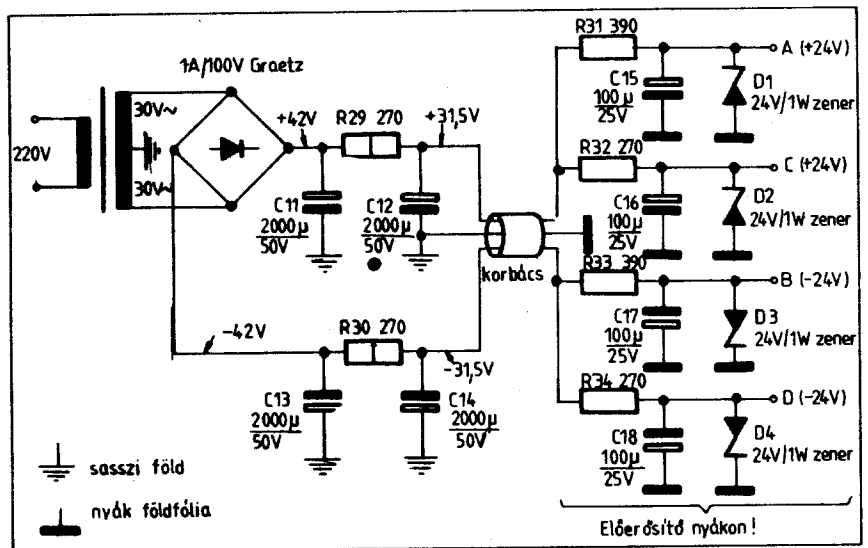 1A/100V Graetz
30V~
30V~
220V
+42V
R29 270
+31,5V
C11
2000µ
50V
C12
2000µ
50V
korbács
-42V
R30 270
-31,5V
C13
2000µ
50V
C14
2000µ
50V
R31 390
A (+24V)
C15
100µ
25V
D1
24V/1W zener
R32 270
C (+24V)
C16
100µ
25V
D2
24V/1W zener
R33 390
B (-24V)
C17
100µ
25V
D3
24V/1W zener
R34 270
D (-24V)
C18
100µ
25V
D4
24V/1W zener
sasszi föld
nyák földfólia
Előerősítő nyákon!